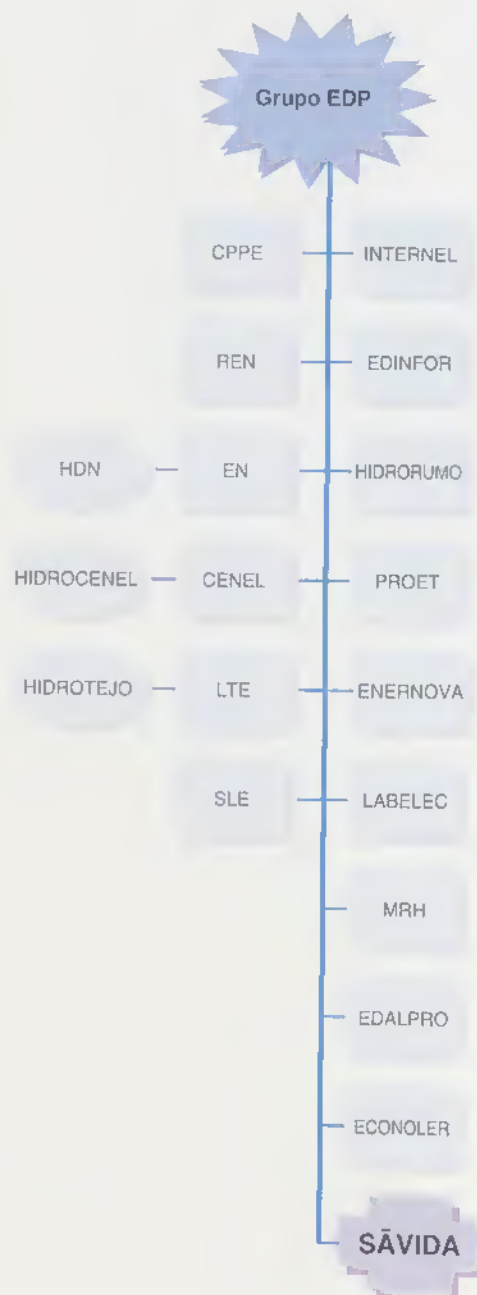 Grupo EDP
CPPE INTERNEL
REN EDINFOR
HDN EN HIDRORUMO
HIDROCENEL CENEL PROET
HIDROTEJO LTE ENERNOVA
SLE LABELEC
MRH
EDALPRO
ECONOLER
SÃVIDA